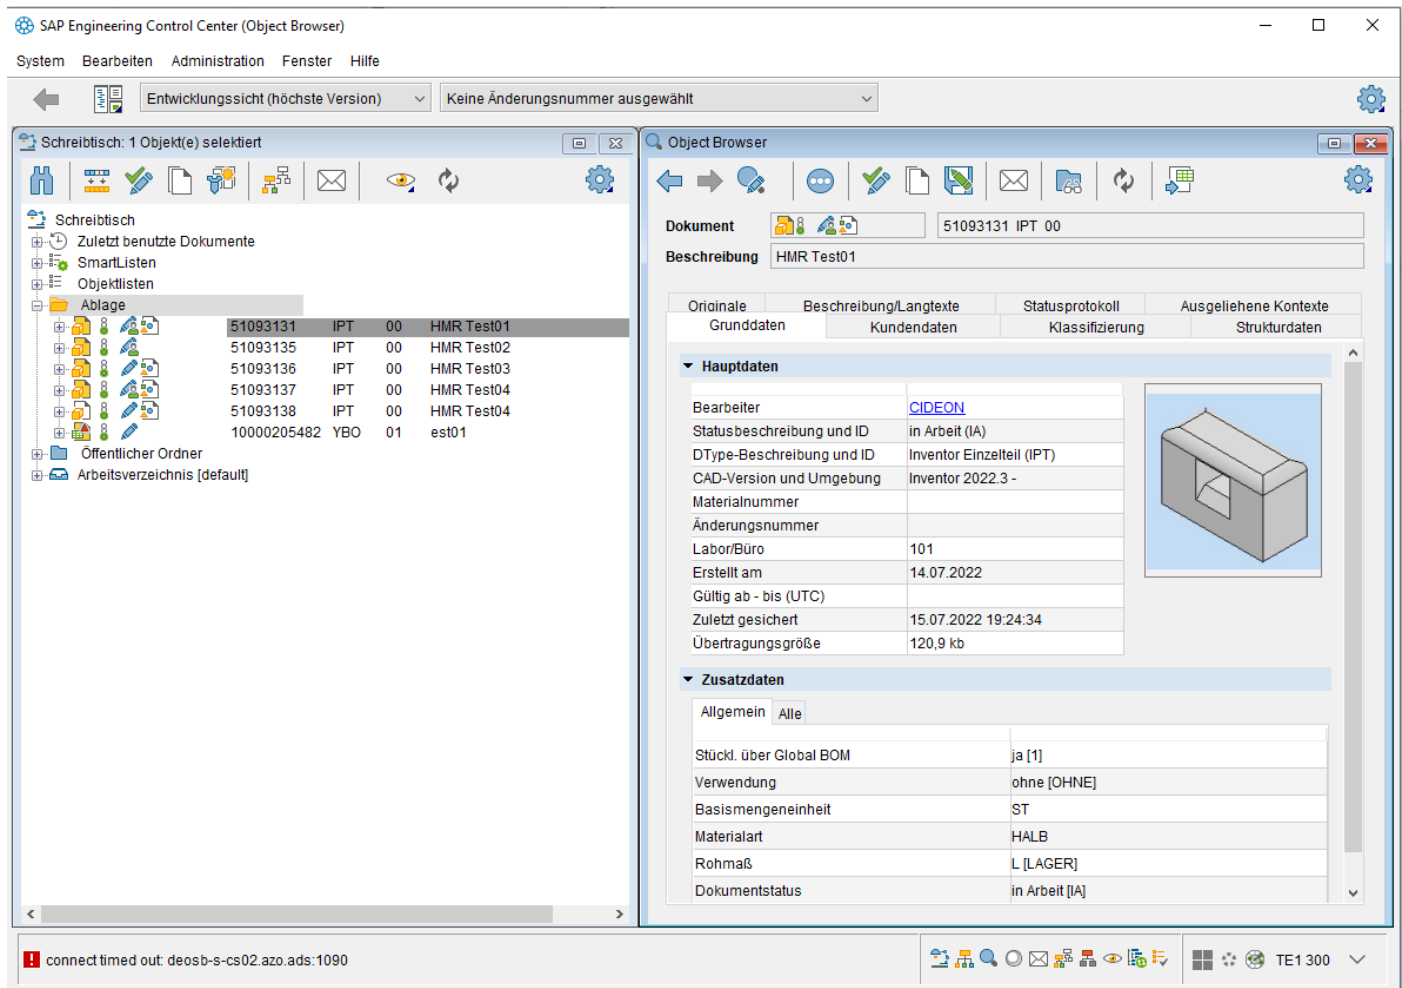 SAP Engineering Control Center (Object Browser)
System Bearbeiten Administration Fenster Hilfe
Entwicklungssicht (höchste Version) Keine Änderungsnummer ausgewählt
Schreibtisch: 1 Objekt(e) selektiert
Schreibtisch
Zuletzt benutzte Dokumente
SmartListen
Objektlisten
Ablage
51093131 IPT 00 HMR Test01
51093135 IPT 00 HMR Test02
51093136 IPT 00 HMR Test03
51093137 IPT 00 HMR Test04
51093138 IPT 00 HMR Test04
10000205482 YBO 01 est01
Öffentlicher Ordner
Arbeitsverzeichnis [default]
Object Browser
Dokument 51093131 IPT 00
Beschreibung HMR Test01
Originale Beschreibung/Langtexte Statusprotokoll Ausgeliehene Kontexte
Grunddaten Kundendaten Klassifizierung Strukturdaten
Hauptdaten
Bearbeiter CIDEON
Statusbeschreibung und ID in Arbeit (IA)
DType-Beschreibung und ID Inventor Einzelteil (IPT)
CAD-Version und Umgebung Inventor 2022.3 -
Materialnummer
Änderungsnummer
Labor/Büro 101
Erstellt am 14.07.2022
Gültig ab - bis (UTC)
Zuletzt gesichert 15.07.2022 19:24:34
Übertragungsgröße 120,9 kb
Zusatzdaten
Allgemein Alle
Stückl. über Global BOM ja [1]
Verwendung ohne [OHNE]
Basismengeneinheit ST
Materialart HALB
Rohmaß L [LAGER]
Dokumentstatus in Arbeit [IA]
connect timed out: deosb-s-cs02.azo.ads:1090
TE1 300